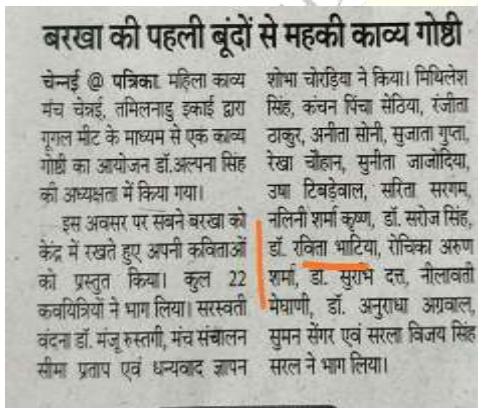 बरखा की पहली बूंदों से महकी काव्य गोष्ठी
चेन्नई @ पत्रिका. महिला काव्य
मंच चेन्नई, तमिलनाडु इकाई द्वारा
गूगल मीट के माध्यम से एक काव्य
गोष्ठी का आयोजन डॉ.अल्पना सिंह
की अध्यक्षता में किया गया।
इस अवसर पर सबने बरखा को
केंद्र में रखते हुए अपनी कविताओं
को प्रस्तुत किया। कुल 22
कवयित्रियों ने भाग लिया। सरस्वती
वंदना डॉ. मंजू रुस्तगी, मंच संचालन
सीमा प्रताप एवं धन्यवाद ज्ञापन
शोभा चोरड़िया ने किया। मिथिलेश
सिंह, कंचन पिंचा सेठिया, रंजीता
ठाकुर, अनीता सोनी, सुजाता गुप्ता,
रेखा चौहान, सुनीता जाजोदिया,
उषा टिबड़ेवाल, सरिता सरगम,
नलिनी शर्मा कृष्ण, डॉ. सरोज सिंह,
डॉ. रविता भाटिया, रोचिका अरुण
शर्मा, डॉ. सुरभि दत्त, नीलावती
मेघाणी, डॉ. अनुराधा अग्रवाल,
सुमन सेंगर एवं सरला विजय सिंह
सरल ने भाग लिया।